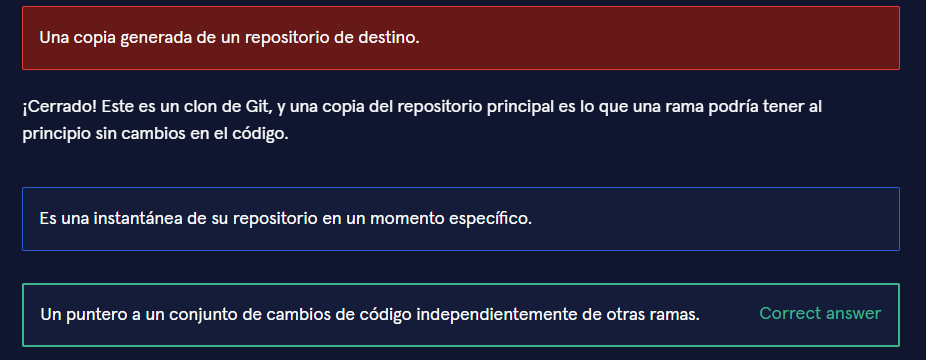 Una copia generada de un repositorio de destino.
¡Cerrado! Este es un clon de Git, y una copia del repositorio principal es lo que una rama podría tener al
principio sin cambios en el código.
Es una instantánea de su repositorio en un momento específico.
Un puntero a un conjunto de cambios de código independientemente de otras ramas. Correct answer